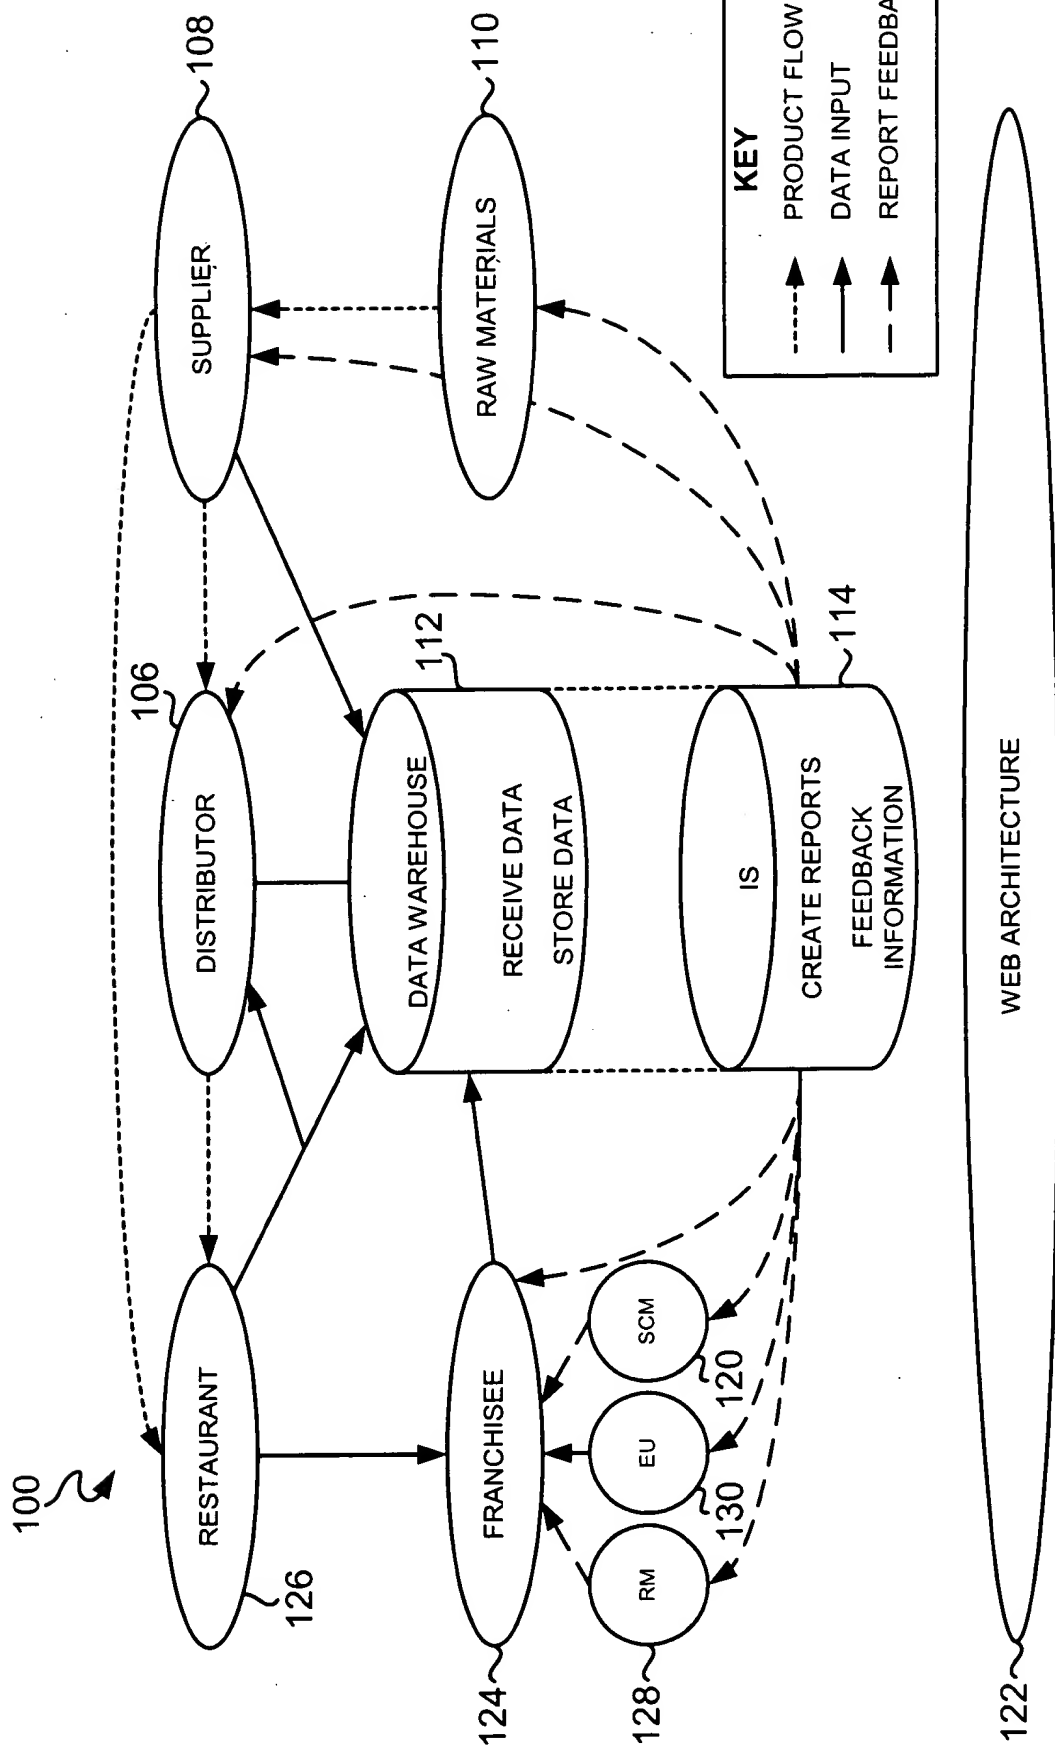 100
126
RESTAURANT
106
DISTRIBUTOR
108
SUPPLIER
124
FRANCHISEE
112
DATA WAREHOUSE
RECEIVE DATA
STORE DATA
110
RAW MATERIALS
128
RM
130
EU
120
SCM
114
IS
CREATE REPORTS
FEEDBACK
INFORMATION
KEY
PRODUCT FLOW
DATA INPUT
REPORT FEEDBA
122
WEB ARCHITECTURE